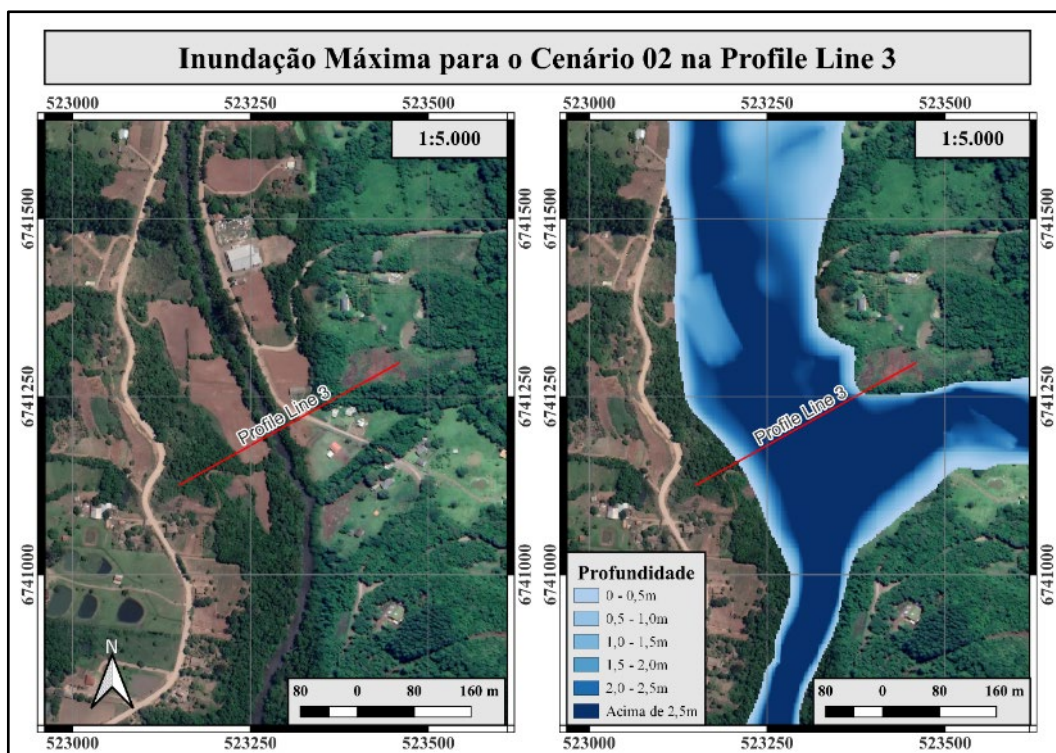 Inundação Máxima para o Cenário 02 na Profile Line 3
523000 523250 523500
1:5.000
6741500
6741500
6741250
6741250
6741000
6741000
Profile Line 3
N
80 0 80 160 m
523000 523250 523500
523000 523250 523500
1:5.000
6741500
6741500
6741250
6741250
6741000
6741000
Profile Line 3
Profundidade
0 - 0,5m
0,5 - 1,0m
1,0 - 1,5m
1,5 - 2,0m
2,0 - 2,5m
Acima de 2,5m
80 0 80 160 m
523000 523250 523500